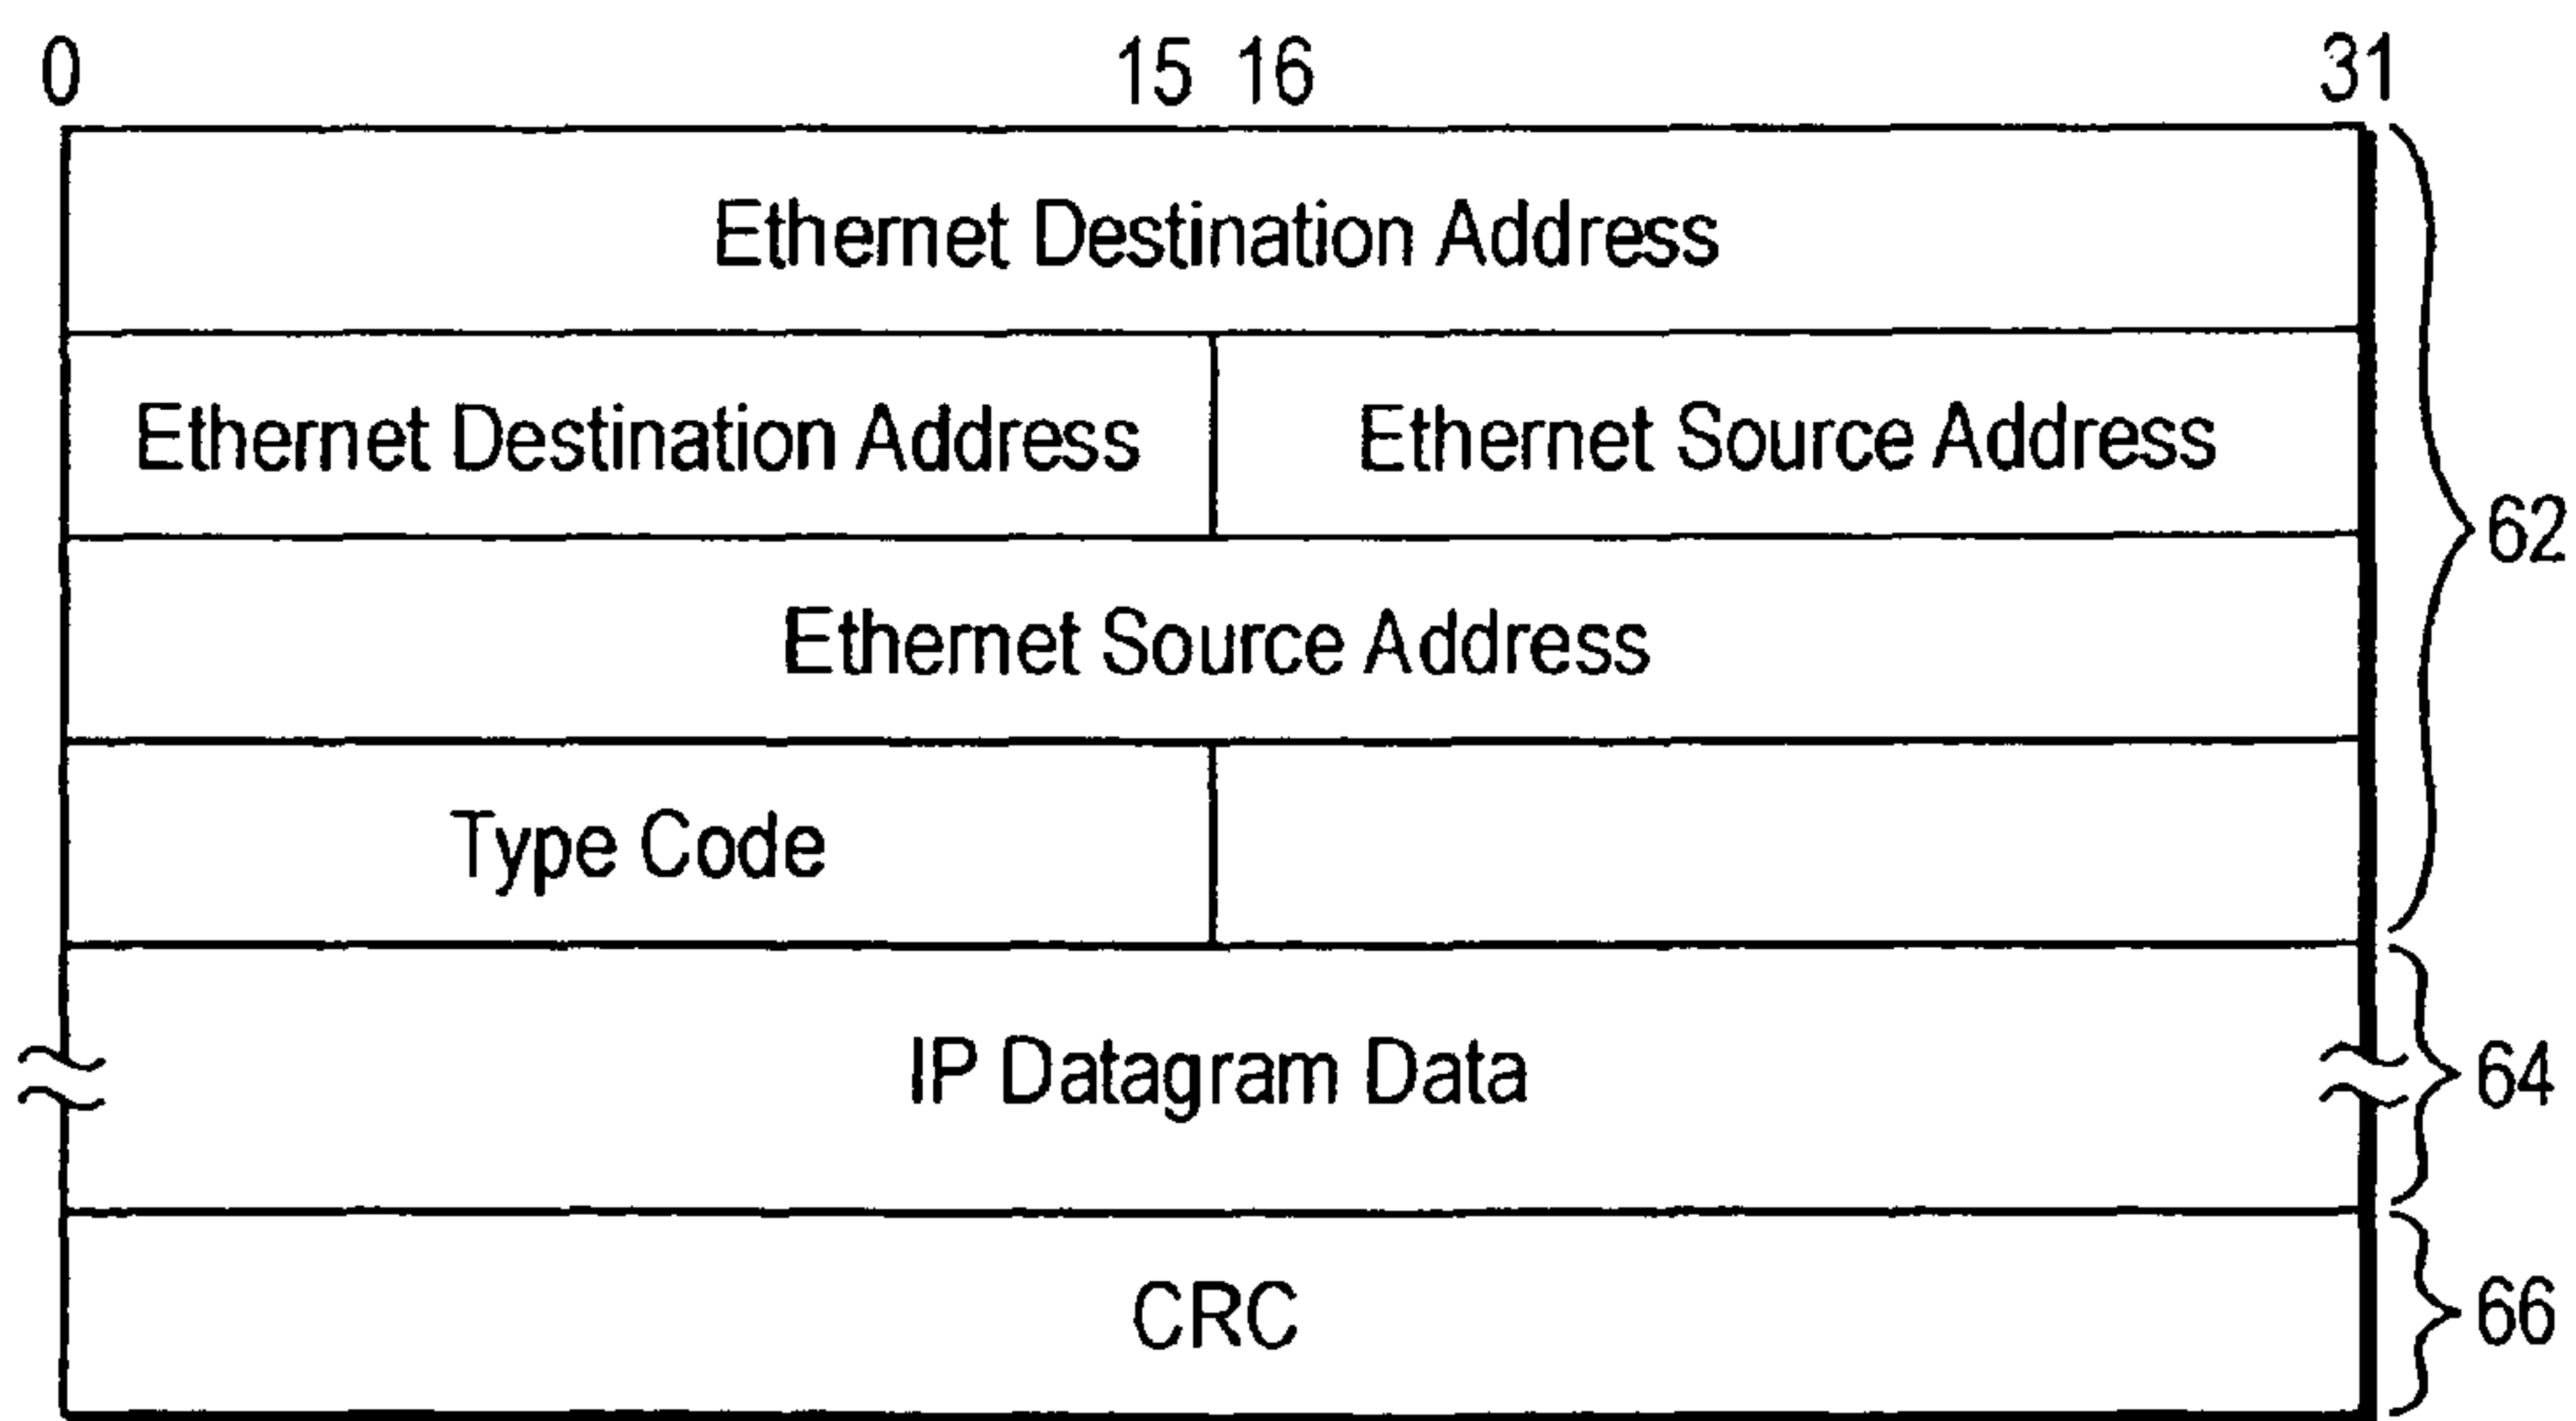 0 15 16 31
Ethernet Destination Address
Ethernet Destination Address Ethernet Source Address
62
Ethernet Source Address
Type Code
IP Datagram Data 64
CRC 66